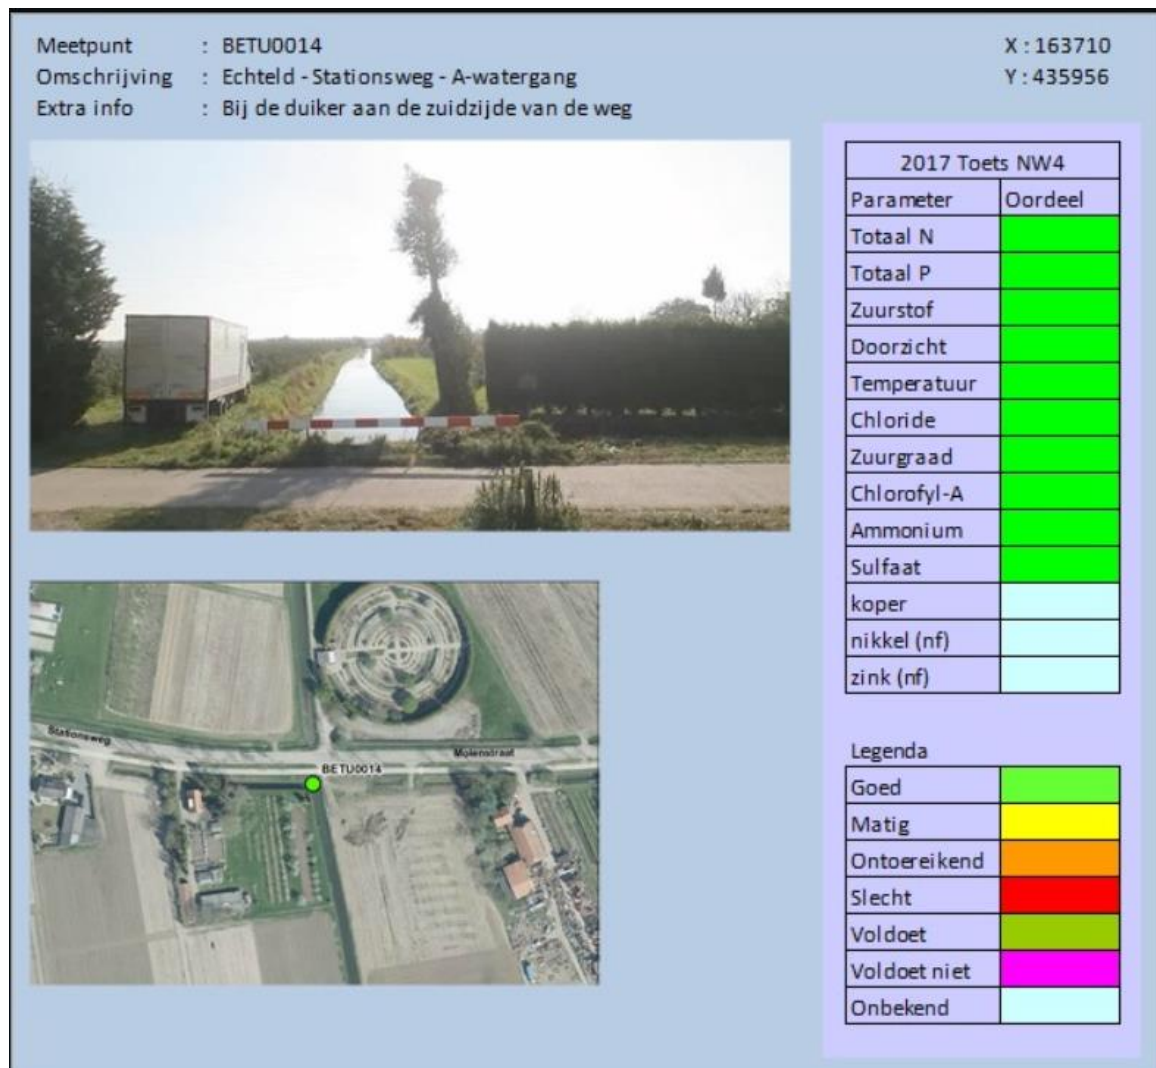 Meetpunt : BETU0014
X : 163710
Omschrijving : Echteld - Stationsweg - A-watergang
Y : 435956
Extra info : Bij de duiker aan de zuidzijde van de weg
2017 Toets NW4
Parameter Oordeel
Totaal N
Totaal P
Zuurstof
Doorzicht
Temperatuur
Chloride
Zuurgraad
Chlorofyl-A
Ammonium
Sulfaat
koper
nikkel (nf)
zink (nf)
Stationsweg
Molenstraat
BETU0014
Legenda
Goed
Matig
Ontoereikend
Slecht
Voldoet
Voldoet niet
Onbekend